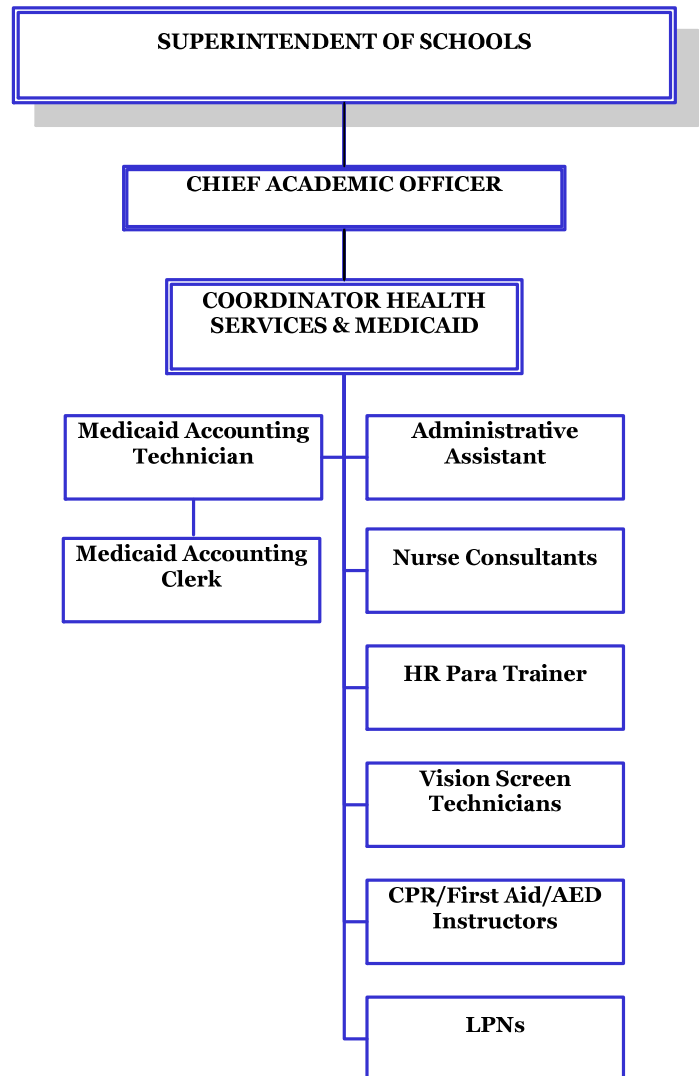 SUPERINTENDENT OF SCHOOLS
CHIEF ACADEMIC OFFICER
COORDINATOR HEALTH
SERVICES & MEDICAID
Medicaid Accounting
Technician
Administrative
Assistant
Medicaid Accounting
Clerk
Nurse Consultants
HR Para Trainer
Vision Screen
Technicians
CPR/First Aid/AED
Instructors
LPNs